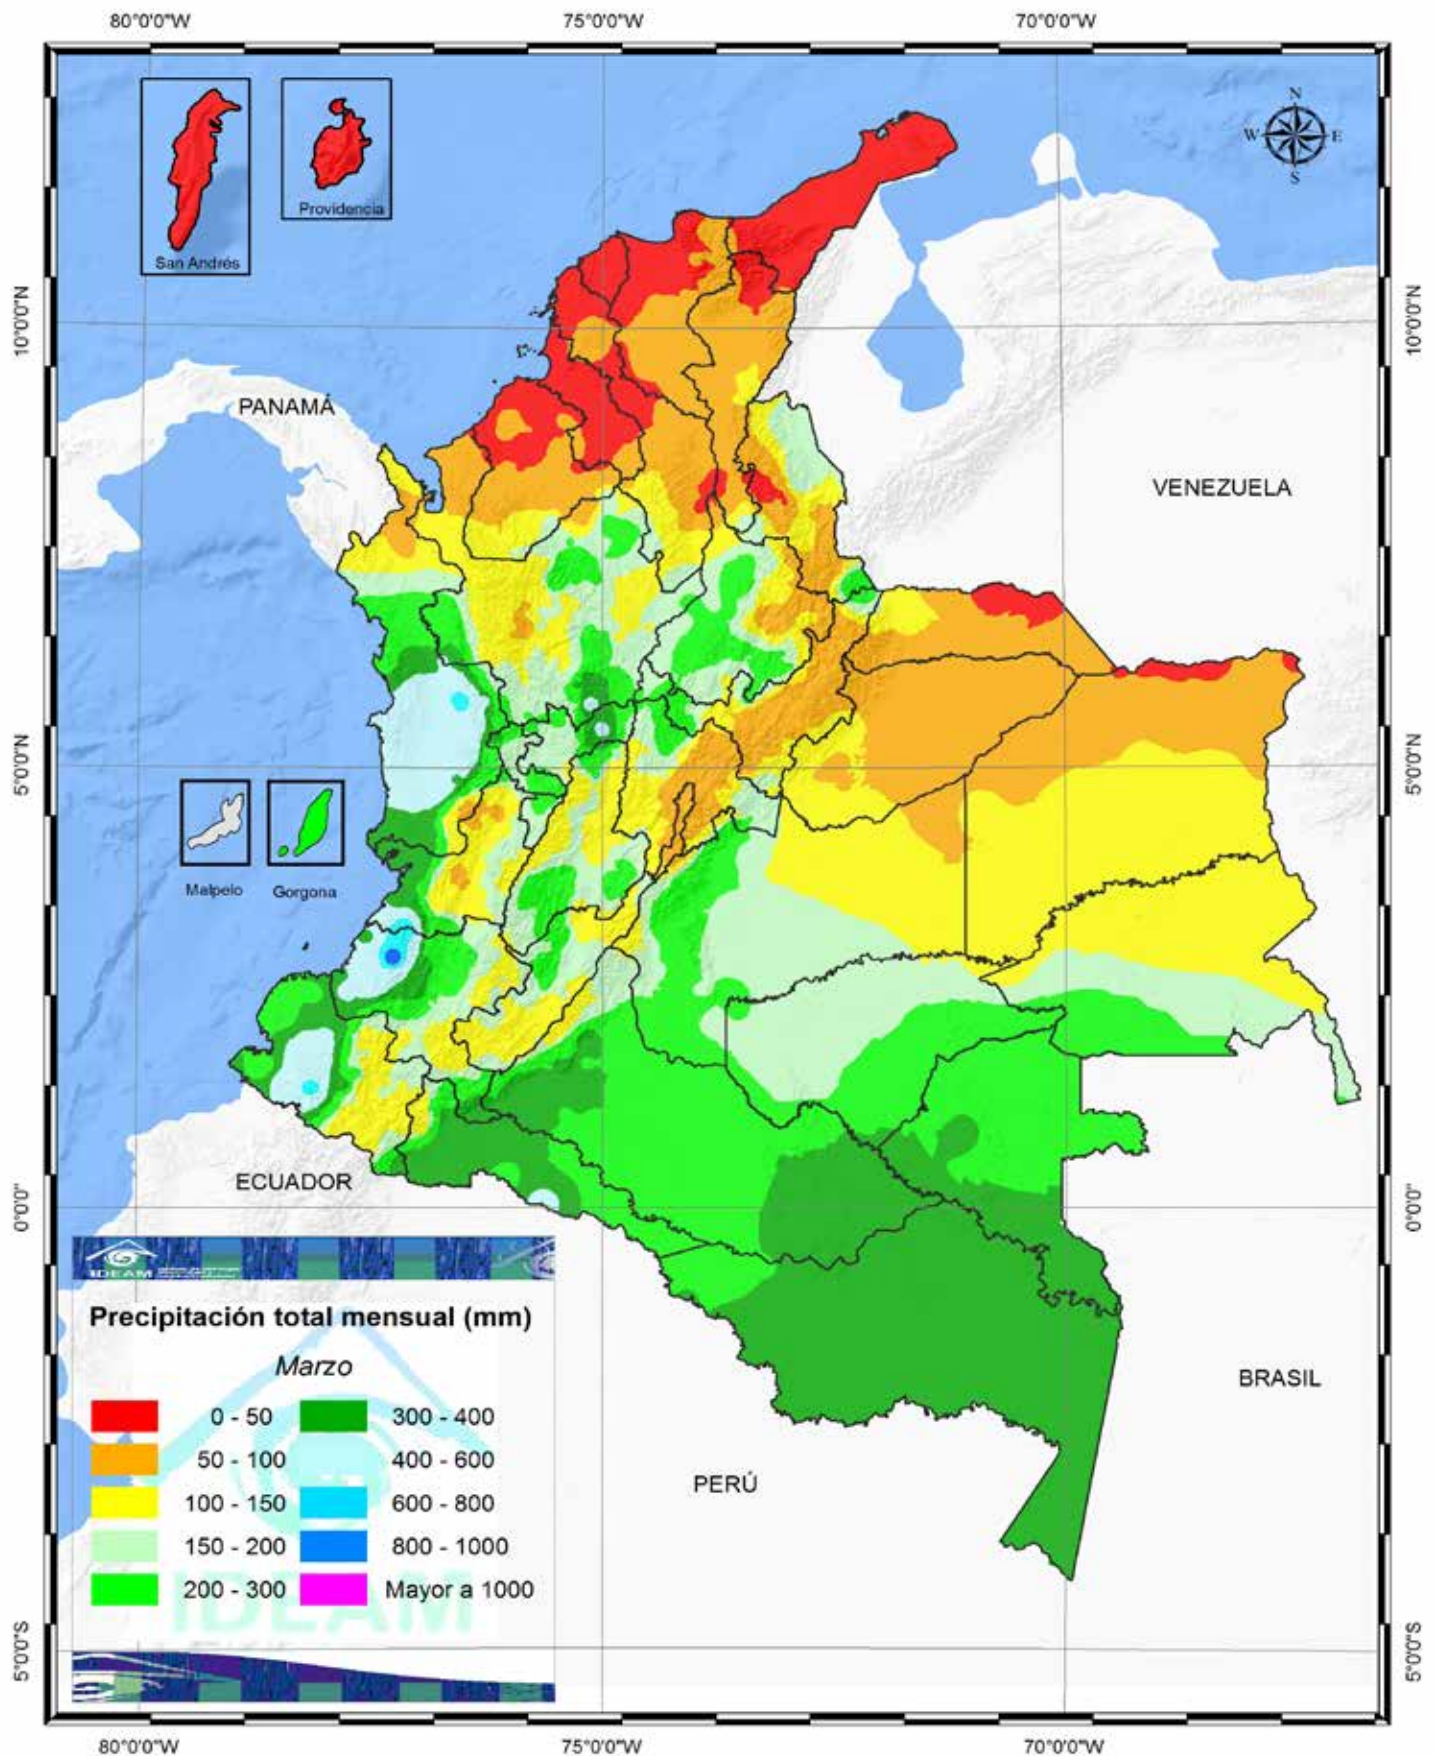 80°0'0"W 75°0'0"W 70°0'0"W
N
W E
S
San Andrés
Providencia
10°0'0"N 10°0'0"N
PANAMÁ
VENEZUELA
5°0'0"N 5°0'0"N
Malpelo Gorgona
ECUADOR
0°0'0" 0°0'0"
IDEAM
Precipitación total mensual (mm)
Marzo
0 - 50 300 - 400
50 - 100 400 - 600
100 - 150 600 - 800
150 - 200 800 - 1000
200 - 300 Mayor a 1000
IDEAM
BRASIL
PERÚ
5°0'0"S 5°0'0"S
80°0'0"W 75°0'0"W 70°0'0"W